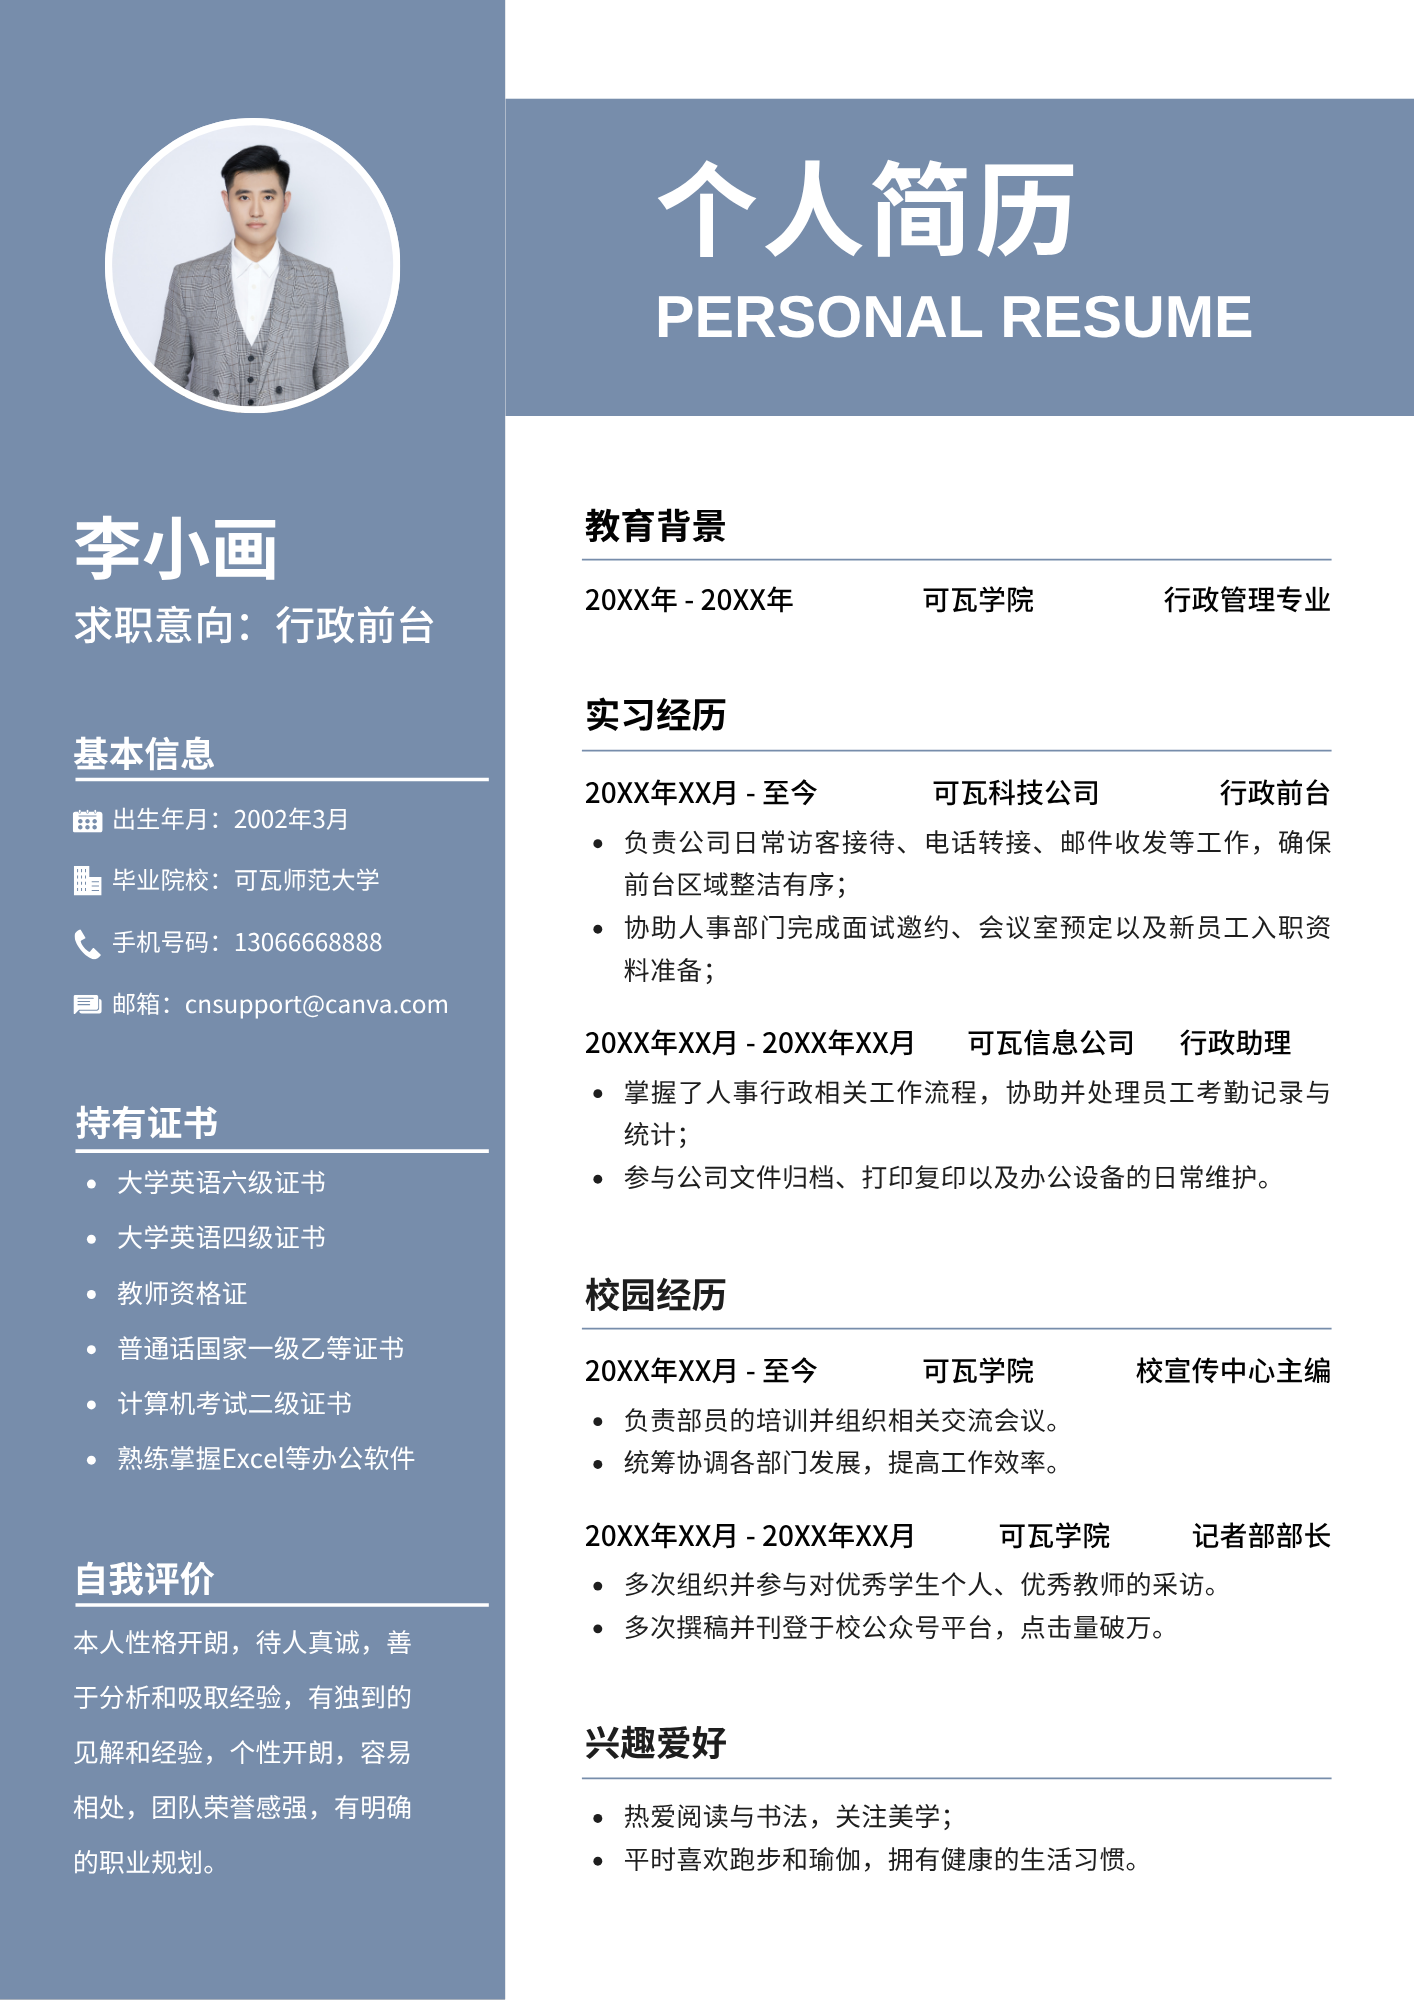 个人简历
PERSONAL RESUME
李小画
求职意向：行政前台
基本信息
出生年月：2002年3月
毕业院校：可瓦师范大学
手机号码：13066668888
邮箱：cnsupport@canva.com
持有证书
• 大学英语六级证书
• 大学英语四级证书
• 教师资格证
• 普通话国家一级乙等证书
• 计算机考试二级证书
• 熟练掌握Excel等办公软件
自我评价
本人性格开朗，待人真诚，善
于分析和吸取经验，有独到的
见解和经验，个性开朗，容易
相处，团队荣誉感强，有明确
的职业规划。
教育背景
20XX年 - 20XX年 可瓦学院 行政管理专业
实习经历
20XX年XX月 - 至今 可瓦科技公司 行政前台
• 负责公司日常访客接待、电话转接、邮件收发等工作，确保
前台区域整洁有序；
• 协助人事部门完成面试邀约、会议室预定以及新员工入职资
料准备；
20XX年XX月 - 20XX年XX月 可瓦信息公司 行政助理
• 掌握了人事行政相关工作流程，协助并处理员工考勤记录与
统计；
• 参与公司文件归档、打印复印以及办公设备的日常维护。
校园经历
20XX年XX月 - 至今 可瓦学院 校宣传中心主编
• 负责部员的培训并组织相关交流会议。
• 统筹协调各部门发展，提高工作效率。
20XX年XX月 - 20XX年XX月 可瓦学院 记者部部长
• 多次组织并参与对优秀学生个人、优秀教师的采访。
• 多次撰稿并刊登于校公众号平台，点击量破万。
兴趣爱好
• 热爱阅读与书法，关注美学；
• 平时喜欢跑步和瑜伽，拥有健康的生活习惯。